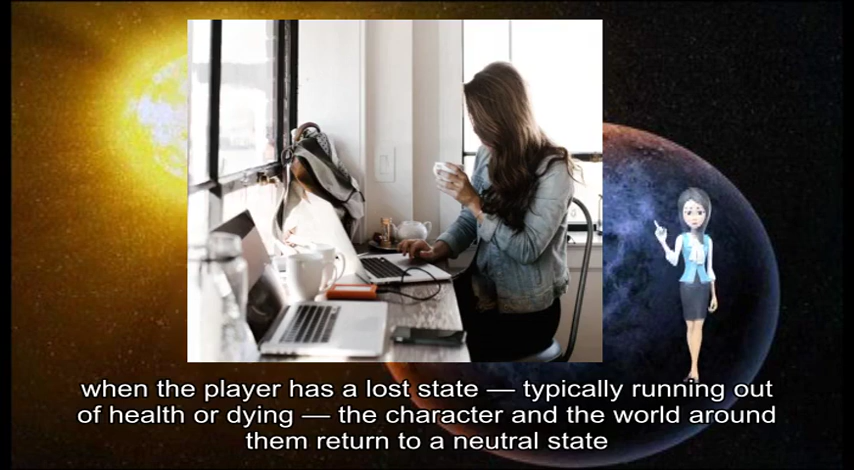 when the player has a lost state — typically running out
of health or dying — the character and the world around
them return to a neutral state